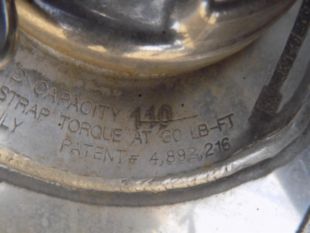 CAPACITY 110
STRAP TORQUE AT 60 LB-FT
LY
PATENT# 4,892,216